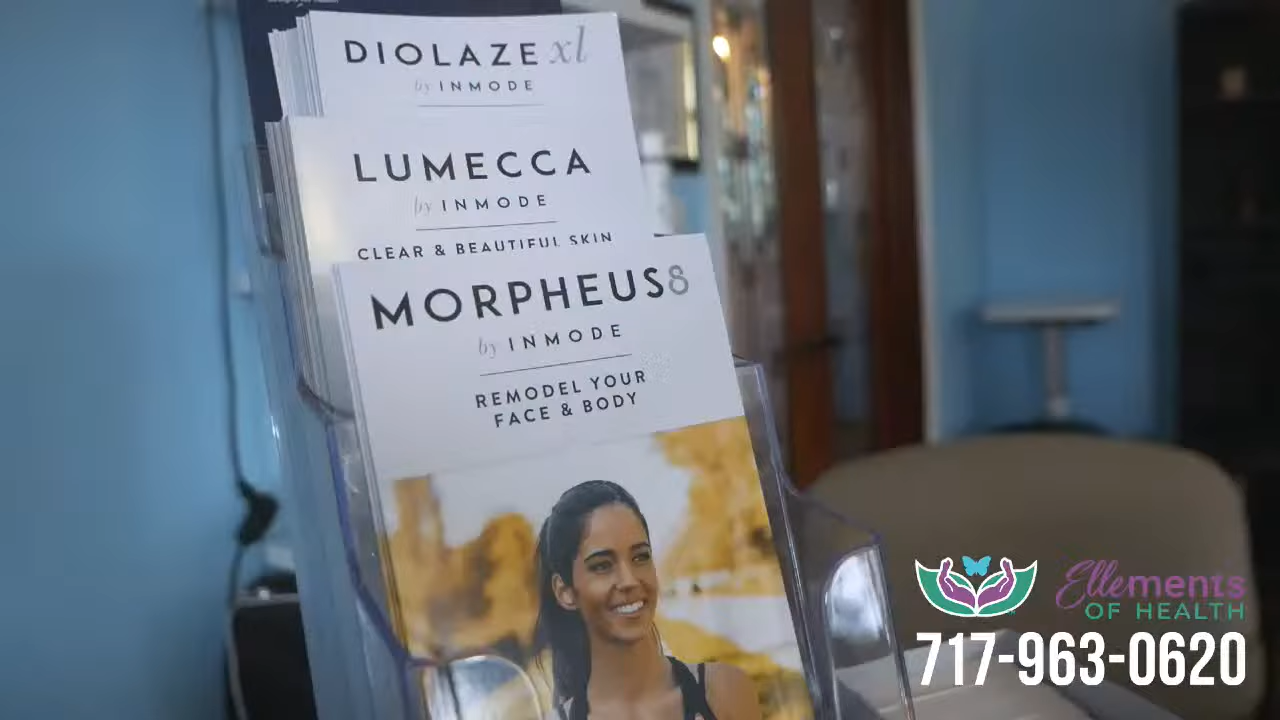 DIOLAZE xl
by INMODE
LUMECCA
by INMODE
CLEAR & BEAUTIFUL SKIN
MORPHEUS8
by INMODE
REMODEL YOUR
FACE & BODY
Ellements
OF HEALTH
717-963-0620